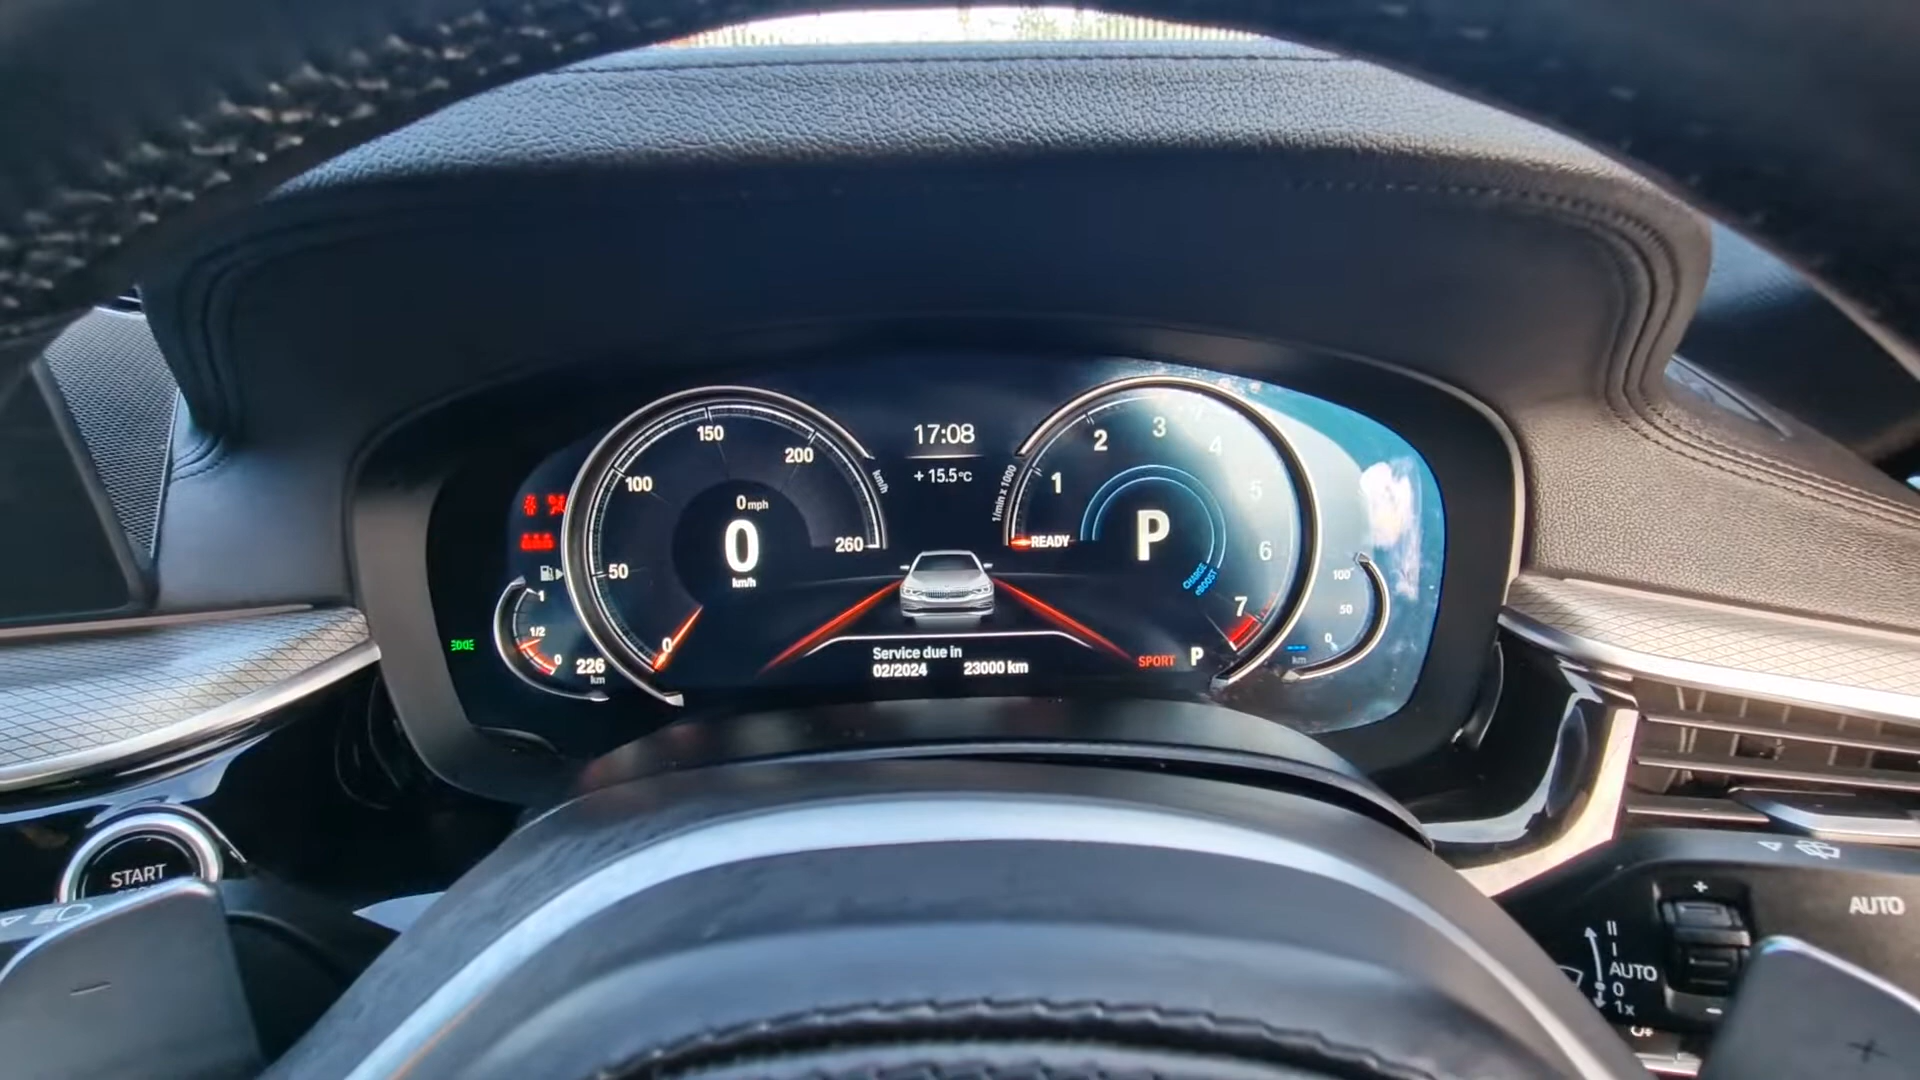 17:08
+ 15.5°C
150
200
100
50
0
260
km/h
0 mph
0
km/h
1
1/2
0
226
km
1/min x 1000
1
2
3
4
5
6
7
READY
P
CHARGE
eBOOST
100
50
0
---
km
Service due in
02/2024 23000 km
SPORT P
START
AUTO
II
I
AUTO
0
1x
+
-